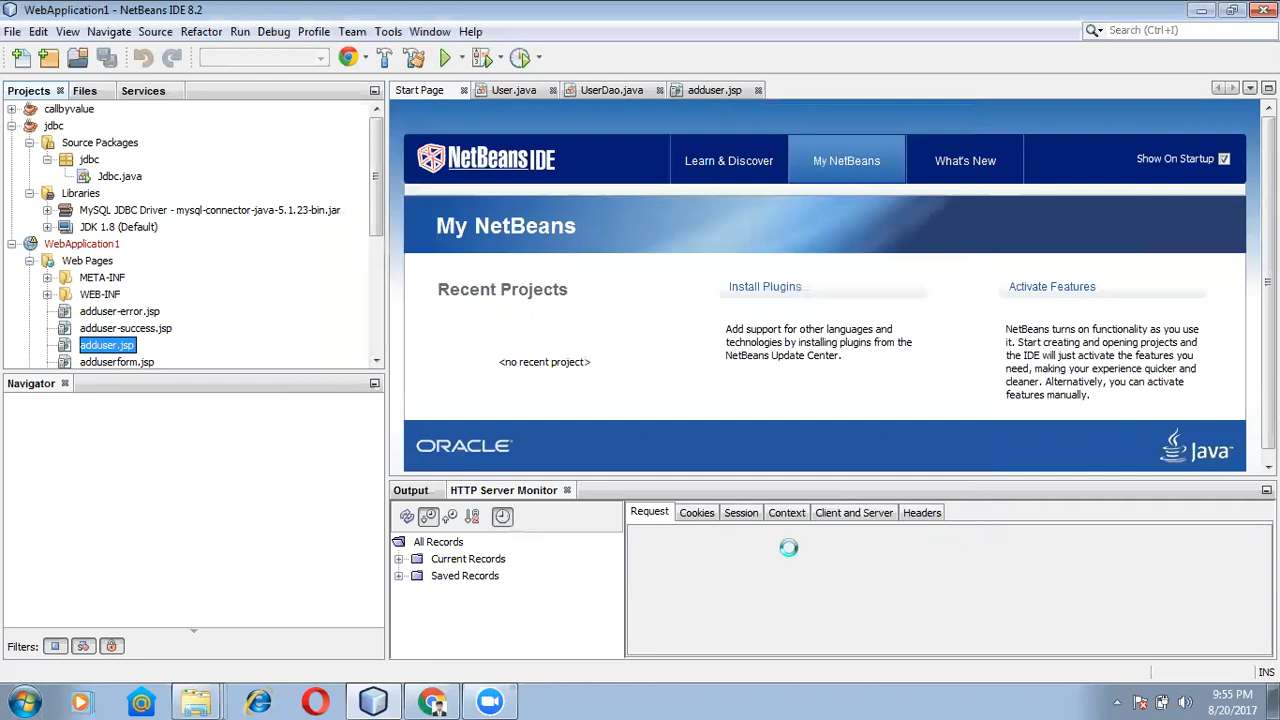 WebApplication1 - NetBeans IDE 8.2
File Edit View Navigate Source Refactor Run Debug Profile Team Tools Window Help
Search (Ctrl+I)
Projects Files Services
Start Page User.java UserDao.java adduser.jsp
callbyvalue
jdbc
Source Packages
jdbc
Jdbc.java
Libraries
MySQL JDBC Driver - mysql-connector-java-5.1.23-bin.jar
JDK 1.8 (Default)
WebApplication1
Web Pages
META-INF
WEB-INF
adduser-error.jsp
adduser-success.jsp
adduser.jsp
adduserform.jsp
Navigator
Filters:
NetBeans IDE
Learn & Discover
My NetBeans
What's New
Show On Startup
My NetBeans
Recent Projects
<no recent project>
Install Plugins
Add support for other languages and
technologies by installing plugins from the
NetBeans Update Center.
Activate Features
NetBeans turns on functionality as you use
it. Start creating and opening projects and
the IDE will just activate the features you
need, making your experience quicker and
cleaner. Alternatively, you can activate
features manually.
ORACLE
Java
Output HTTP Server Monitor
All Records
Current Records
Saved Records
Request Cookies Session Context Client and Server Headers
INS
9:55 PM
8/20/2017